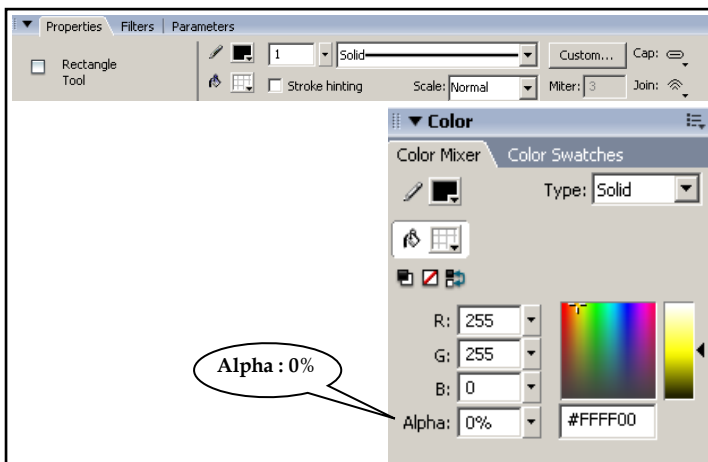 Properties Filters Parameters
Rectangle Tool
1 Solid Custom... Cap:
Stroke hinting Scale: Normal Miter: 3 Join:
Color
Color Mixer Color Swatches
Type: Solid
R: 255
G: 255
B: 0
Alpha: 0% #FFFF00
Alpha : 0%